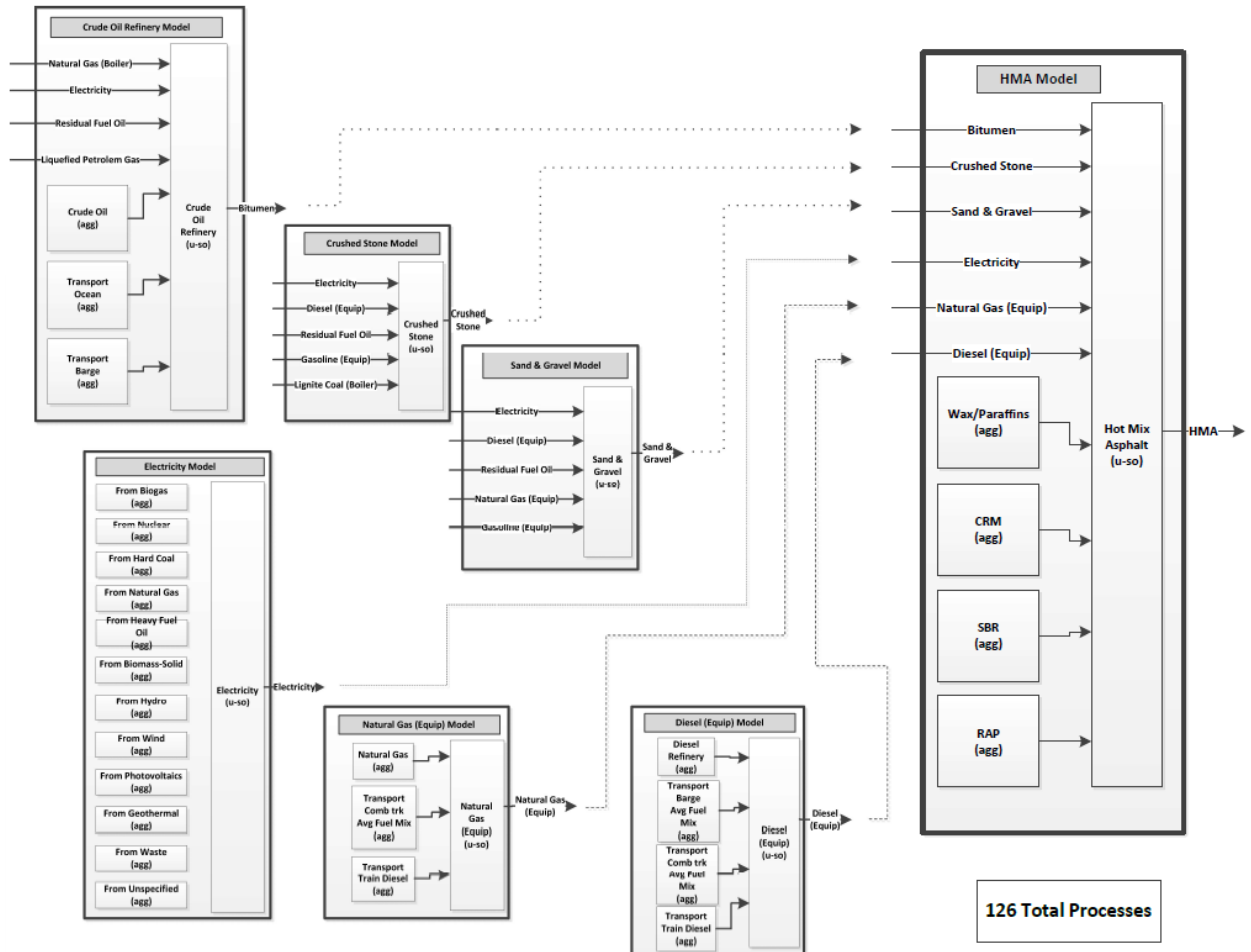 Crude Oil Refinery Model
Natural Gas (Boiler)
Electricity
Residual Fuel Oil
Liquefied Petrolem Gas
Crude Oil
(agg)
Transport
Ocean
(agg)
Transport
Barge
(agg)
Crude
Oil
Refinery
(u-so)
Bitumen
Crushed Stone Model
Electricity
Diesel (Equip)
Residual Fuel Oil
Gasoline (Equip)
Lignite Coal (Boiler)
Crushed
Stone
(u-so)
Crushed
Stone
Sand & Gravel Model
Electricity
Diesel (Equip)
Residual Fuel Oil
Natural Gas (Equip)
Gasoline (Equip)
Sand &
Gravel
(u-so)
Sand &
Gravel
Electricity Model
From Biogas
(agg)
From Nuclear
(agg)
From Hard Coal
(agg)
From Natural Gas
(agg)
From Heavy Fuel
Oil
(agg)
From Biomass-Solid
(agg)
From Hydro
(agg)
From Wind
(agg)
From Photovoltaics
(agg)
From Geothermal
(agg)
From Waste
(agg)
From Unspecified
(agg)
Electricity
(u-so)
Electricity
Natural Gas (Equip) Model
Natural Gas
(agg)
Transport
Comb trk
Avg Fuel Mix
(agg)
Transport
Train Diesel
(agg)
Natural
Gas
(Equip)
(u-so)
Natural Gas
(Equip)
Diesel (Equip) Model
Diesel
Refinery
(agg)
Transport
Barge
Avg Fuel
Mix
(agg)
Transport
Comb trk
Avg Fuel
Mix
(agg)
Transport
Train Diesel
(agg)
Diesel
(Equip)
(u-so)
Diesel
(Equip)
HMA Model
Bitumen
Crushed Stone
Sand & Gravel
Electricity
Natural Gas (Equip)
Diesel (Equip)
Wax/Paraffins
(agg)
CRM
(agg)
SBR
(agg)
RAP
(agg)
Hot Mix
Asphalt
(u-so)
HMA
126 Total Processes